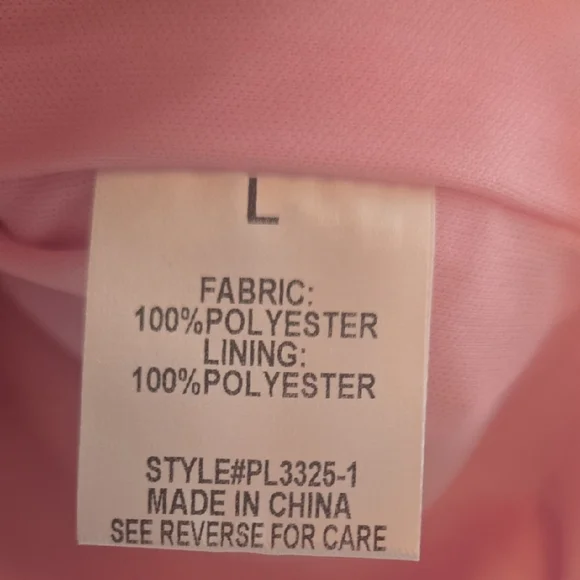 L
FABRIC:
100%POLYESTER
LINING:
100%POLYESTER
STYLE#PL3325-1
MADE IN CHINA
SEE REVERSE FOR CARE